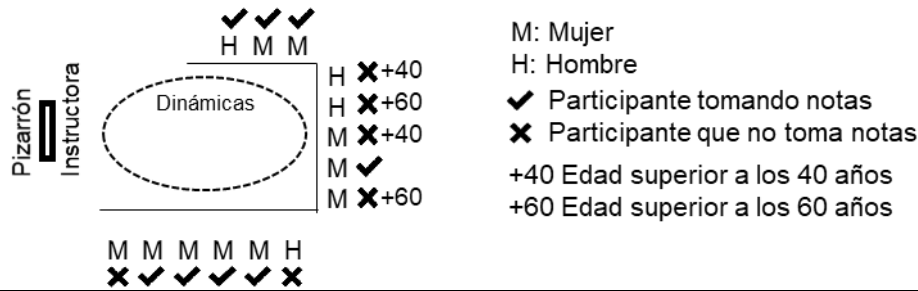 ✔ ✔ ✔
H M M
H ✖+40
H ✖+60
M ✖+40
M ✔
M ✖+60
Dinámicas
Pizarrón
Instructora
M M M M M H
✖ ✔ ✔ ✔ ✔ ✖
M: Mujer
H: Hombre
✔ Participante tomando notas
✖ Participante que no toma notas
+40 Edad superior a los 40 años
+60 Edad superior a los 60 años